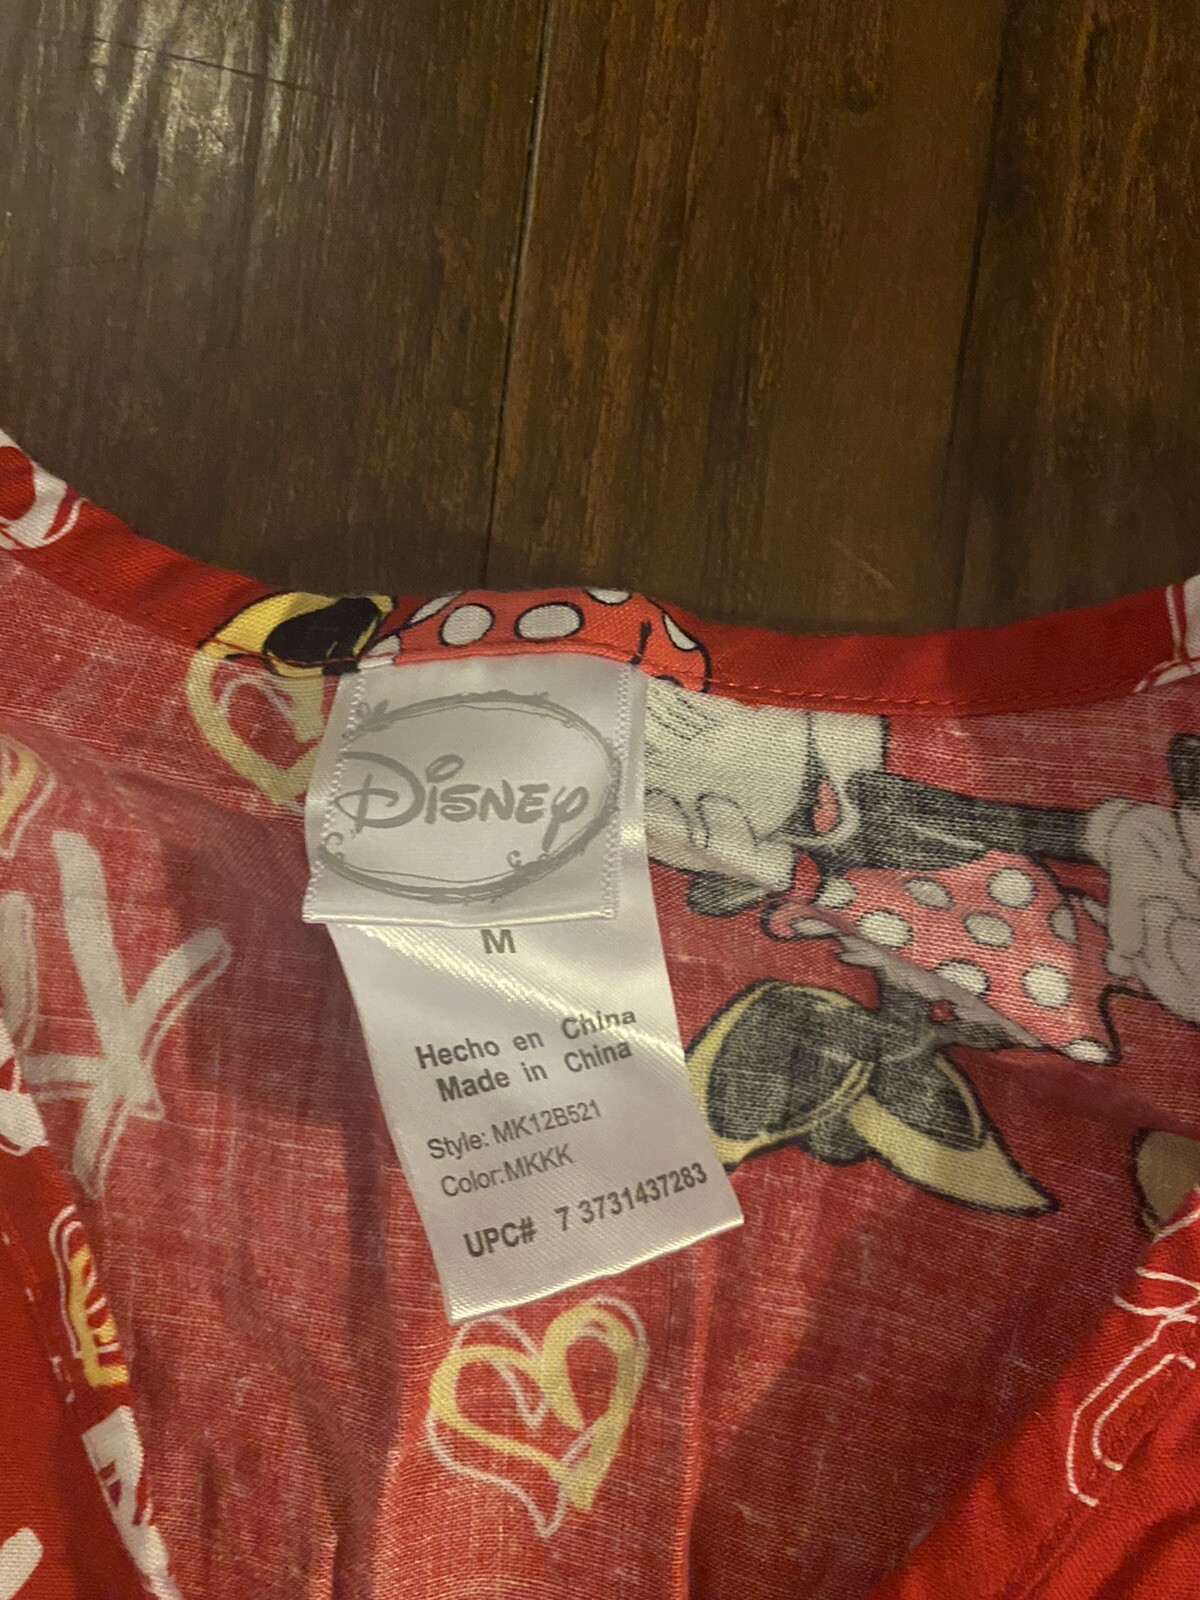 Disney
M
Hecho en China
Made in China
Style: MK12B521
Color:MKKK
UPC# 7 3731437283